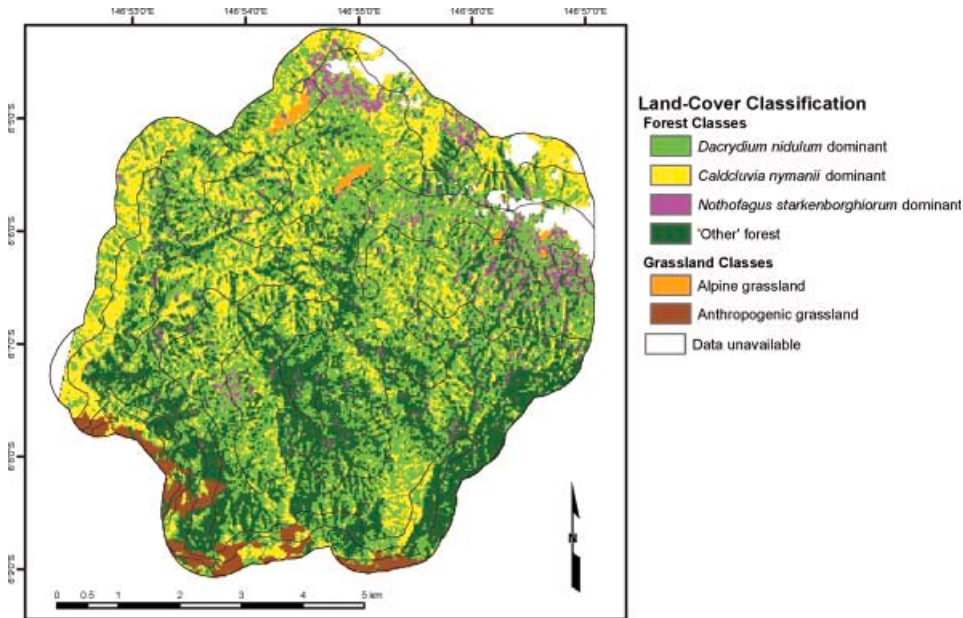 146°53'0"E 146°54'0"E 146°55'0"E 146°56'0"E 146°57'0"E
6°5'0"S
6°6'0"S
6°7'0"S
6°8'0"S
6°9'0"S
Land-Cover Classification
Forest Classes
Dacrydium nidulum dominant
Caldcluvia nymanii dominant
Nothofagus starkenborghiorum dominant
'Other' forest
Grassland Classes
Alpine grassland
Anthropogenic grassland
Data unavailable
N
0 0.5 1 2 3 4 5 km